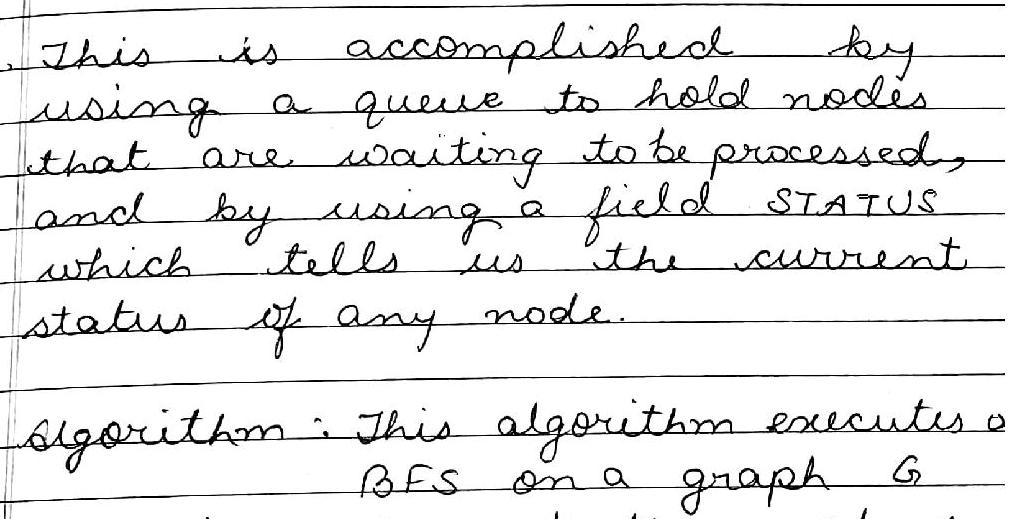 This is accomplished by
using a queue to hold nodes
that are waiting to be processed,
and by using a field STATUS
which tells us the current
status of any node.
Algorithm : This algorithm executes a
BFS on a graph G